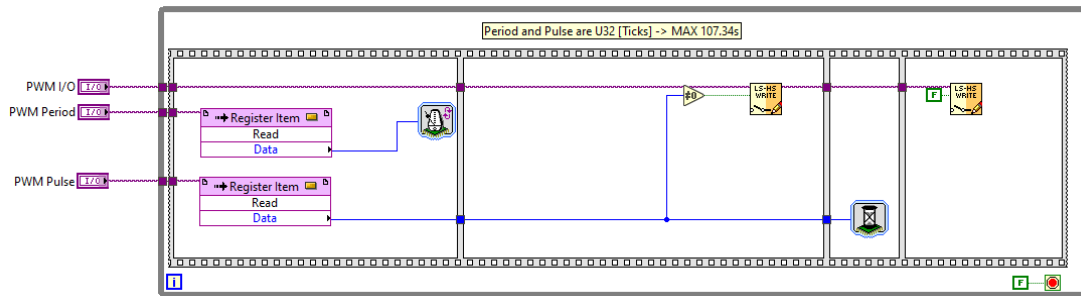 Period and Pulse are U32 [Ticks] -> MAX 107.34s
PWM I/O
I/O
LS-HS
WRITE
LS-HS
WRITE
≠0
F
PWM Period
I/O
Register Item
Read
Data
PWM Pulse
I/O
Register Item
Read
Data
i
F